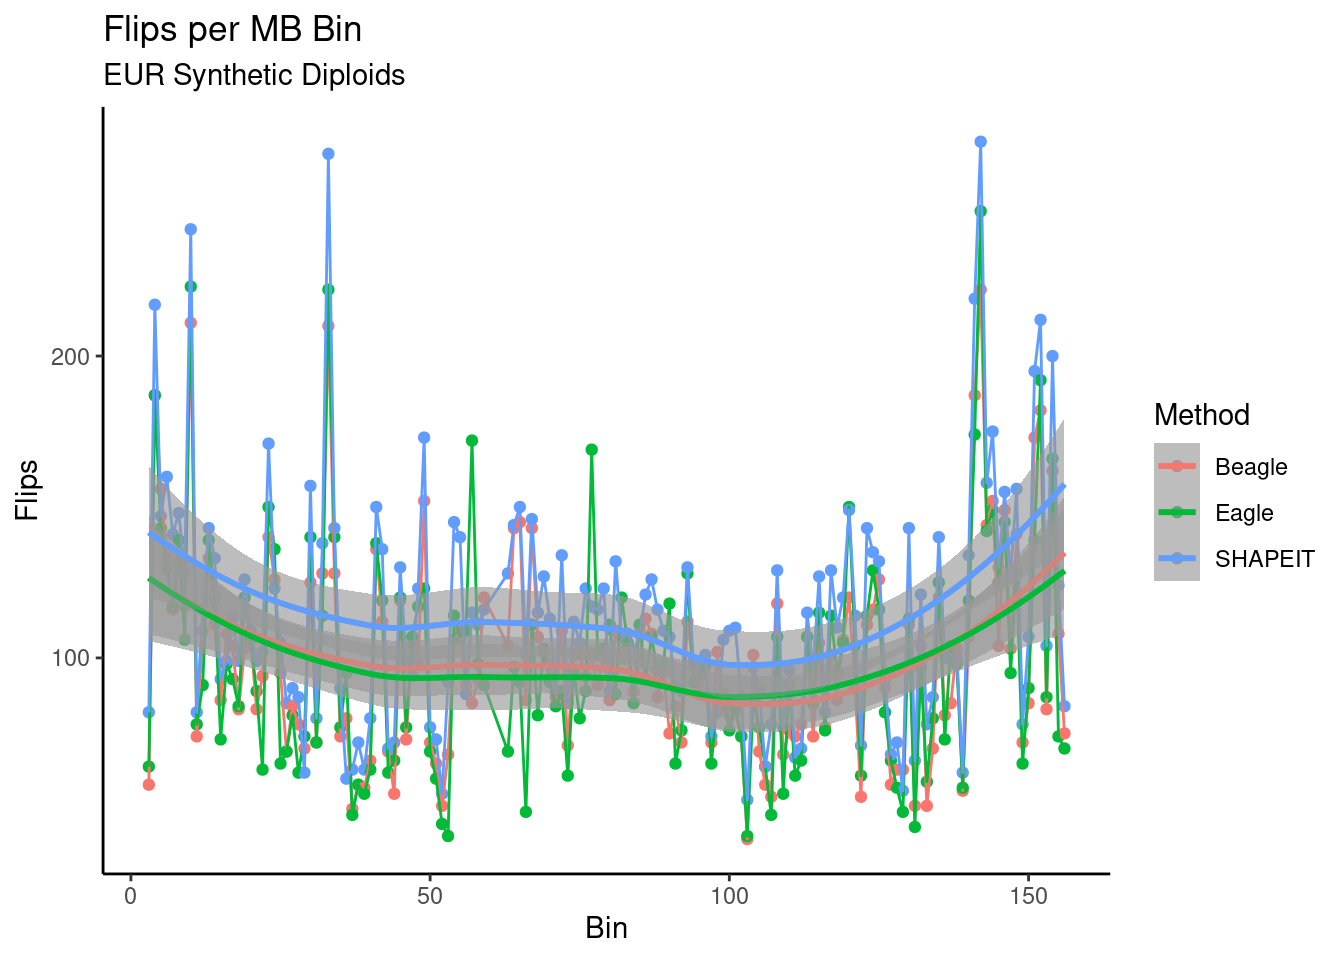 Flips per MB Bin
EUR Synthetic Diploids
200
100
Flips
0
50
100
150
Bin
Method
Beagle
Eagle
SHAPEIT